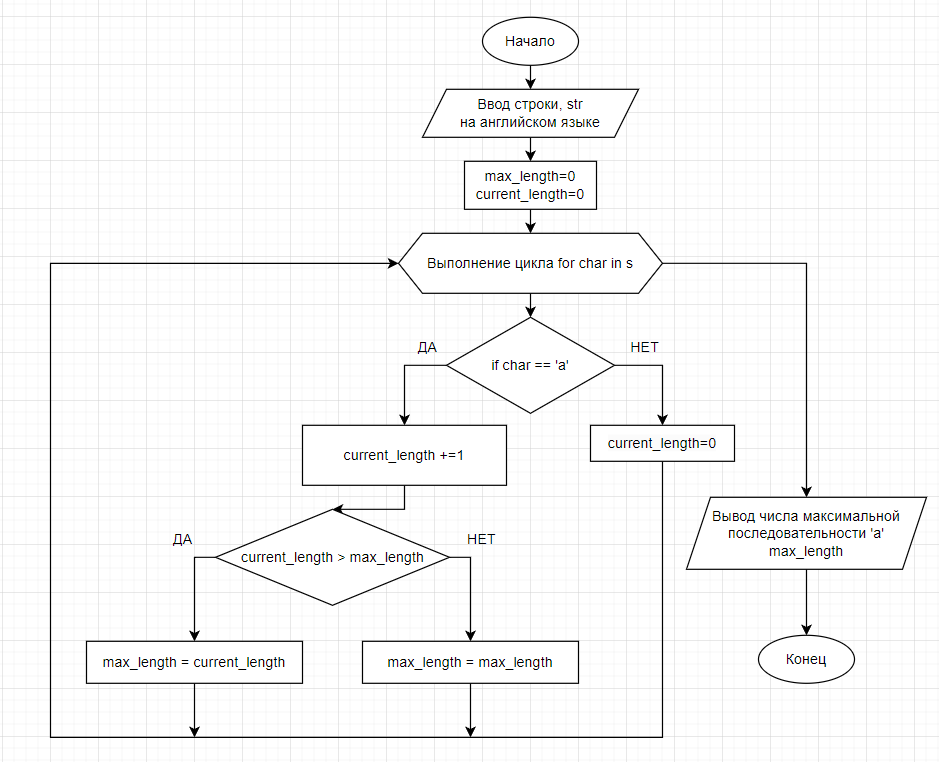 Начало
Ввод строки, str
на английском языке
max_length=0
current_length=0
Выполнение цикла for char in s
ДА
НЕТ
if char == 'a'
current_length +=1
current_length=0
Вывод числа максимальной
последовательности 'a'
max_length
ДА
НЕТ
current_length > max_length
max_length = current_length
max_length = max_length
Конец